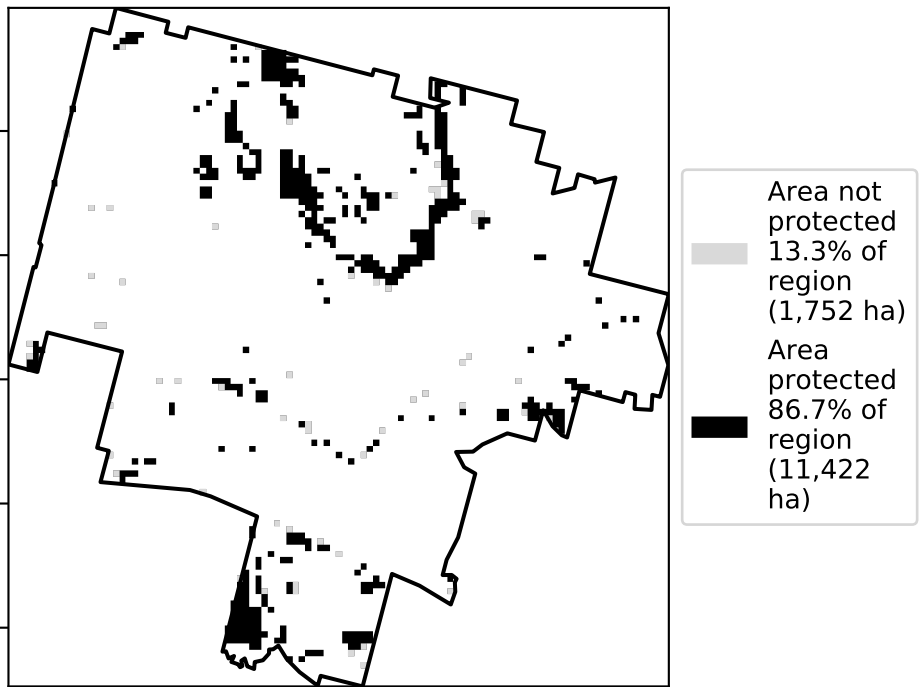 Area not
protected
13.3% of
region
(1,752 ha)
Area
protected
86.7% of
region
(11,422
ha)